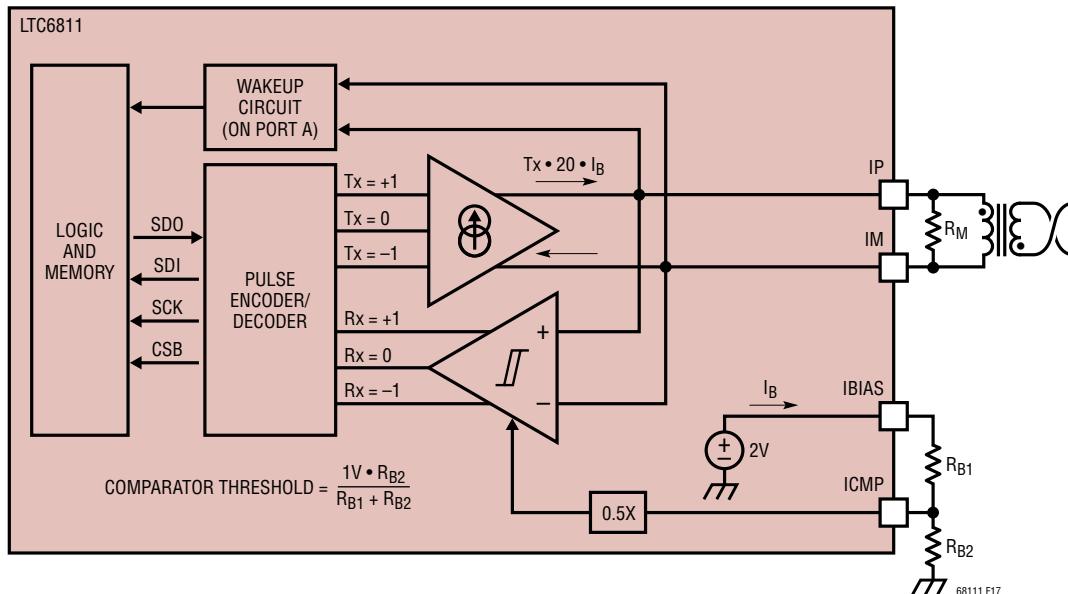 LTC6811
WAKEUP
CIRCUIT
(ON PORT A)
LOGIC
AND
MEMORY
SDO
SDI
SCK
CSB
PULSE
ENCODER/
DECODER
Tx = +1
Tx = 0
Tx = –1
Rx = +1
Rx = 0
Rx = –1
Tx • 20 • IB
+
–
IP
IM
RM
IB
IBIAS
+
–
2V
ICMP
RB1
RB2
0.5X
COMPARATOR THRESHOLD = 1V • RB2
RB1 + RB2
68111 F17